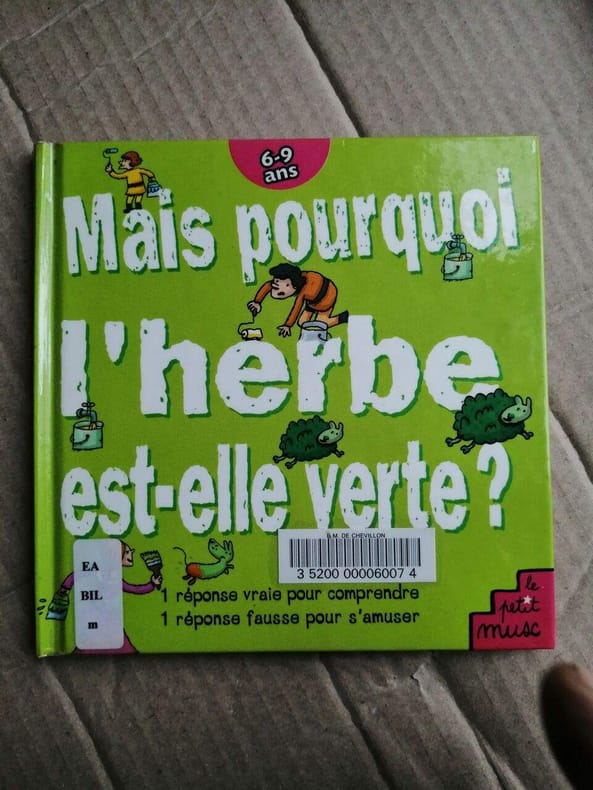 6-9
ans
Mais pourquoi
l'herbe
est-elle verte ?
B.M. DE CHEVILLON
3 5200 00006007 4
EA
BIL
m
1 réponse vraie pour comprendre
1 réponse fausse pour s'amuser
le
petit
musc